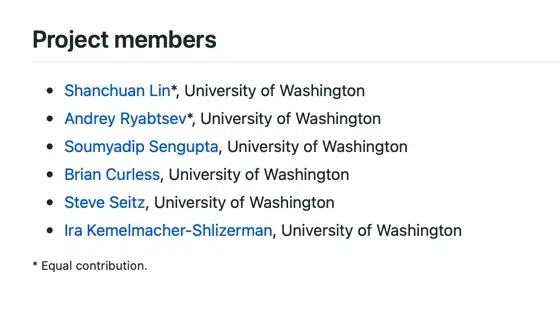 Project members
• Shanchuan Lin*, University of Washington
• Andrey Ryabtsev*, University of Washington
• Soumyadip Sengupta, University of Washington
• Brian Curless, University of Washington
• Steve Seitz, University of Washington
• Ira Kemelmacher-Shlizerman, University of Washington
* Equal contribution.